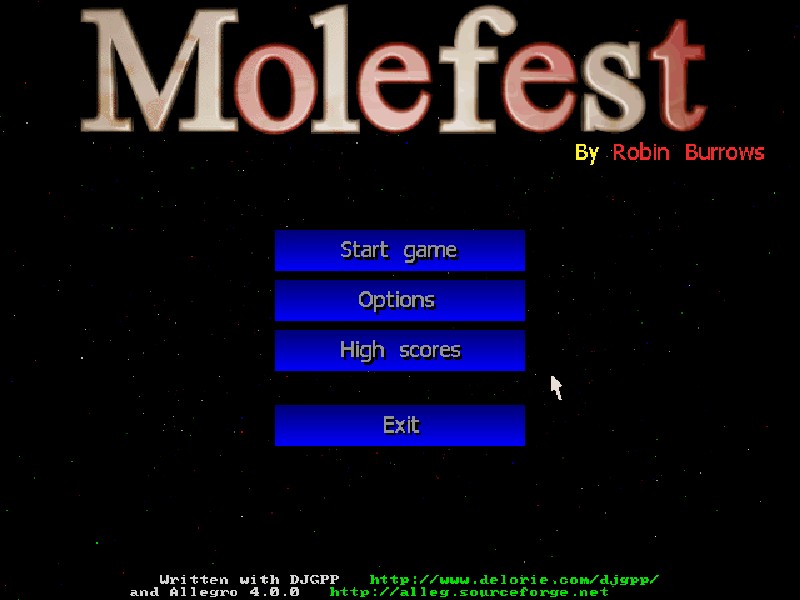 Molefest
By Robin Burrows
Start game
Options
High scores
Exit
Written with DJGPP http://www.delorie.com/djgpp/
and Allegro 4.0.0 http://alleg.sourceforge.net